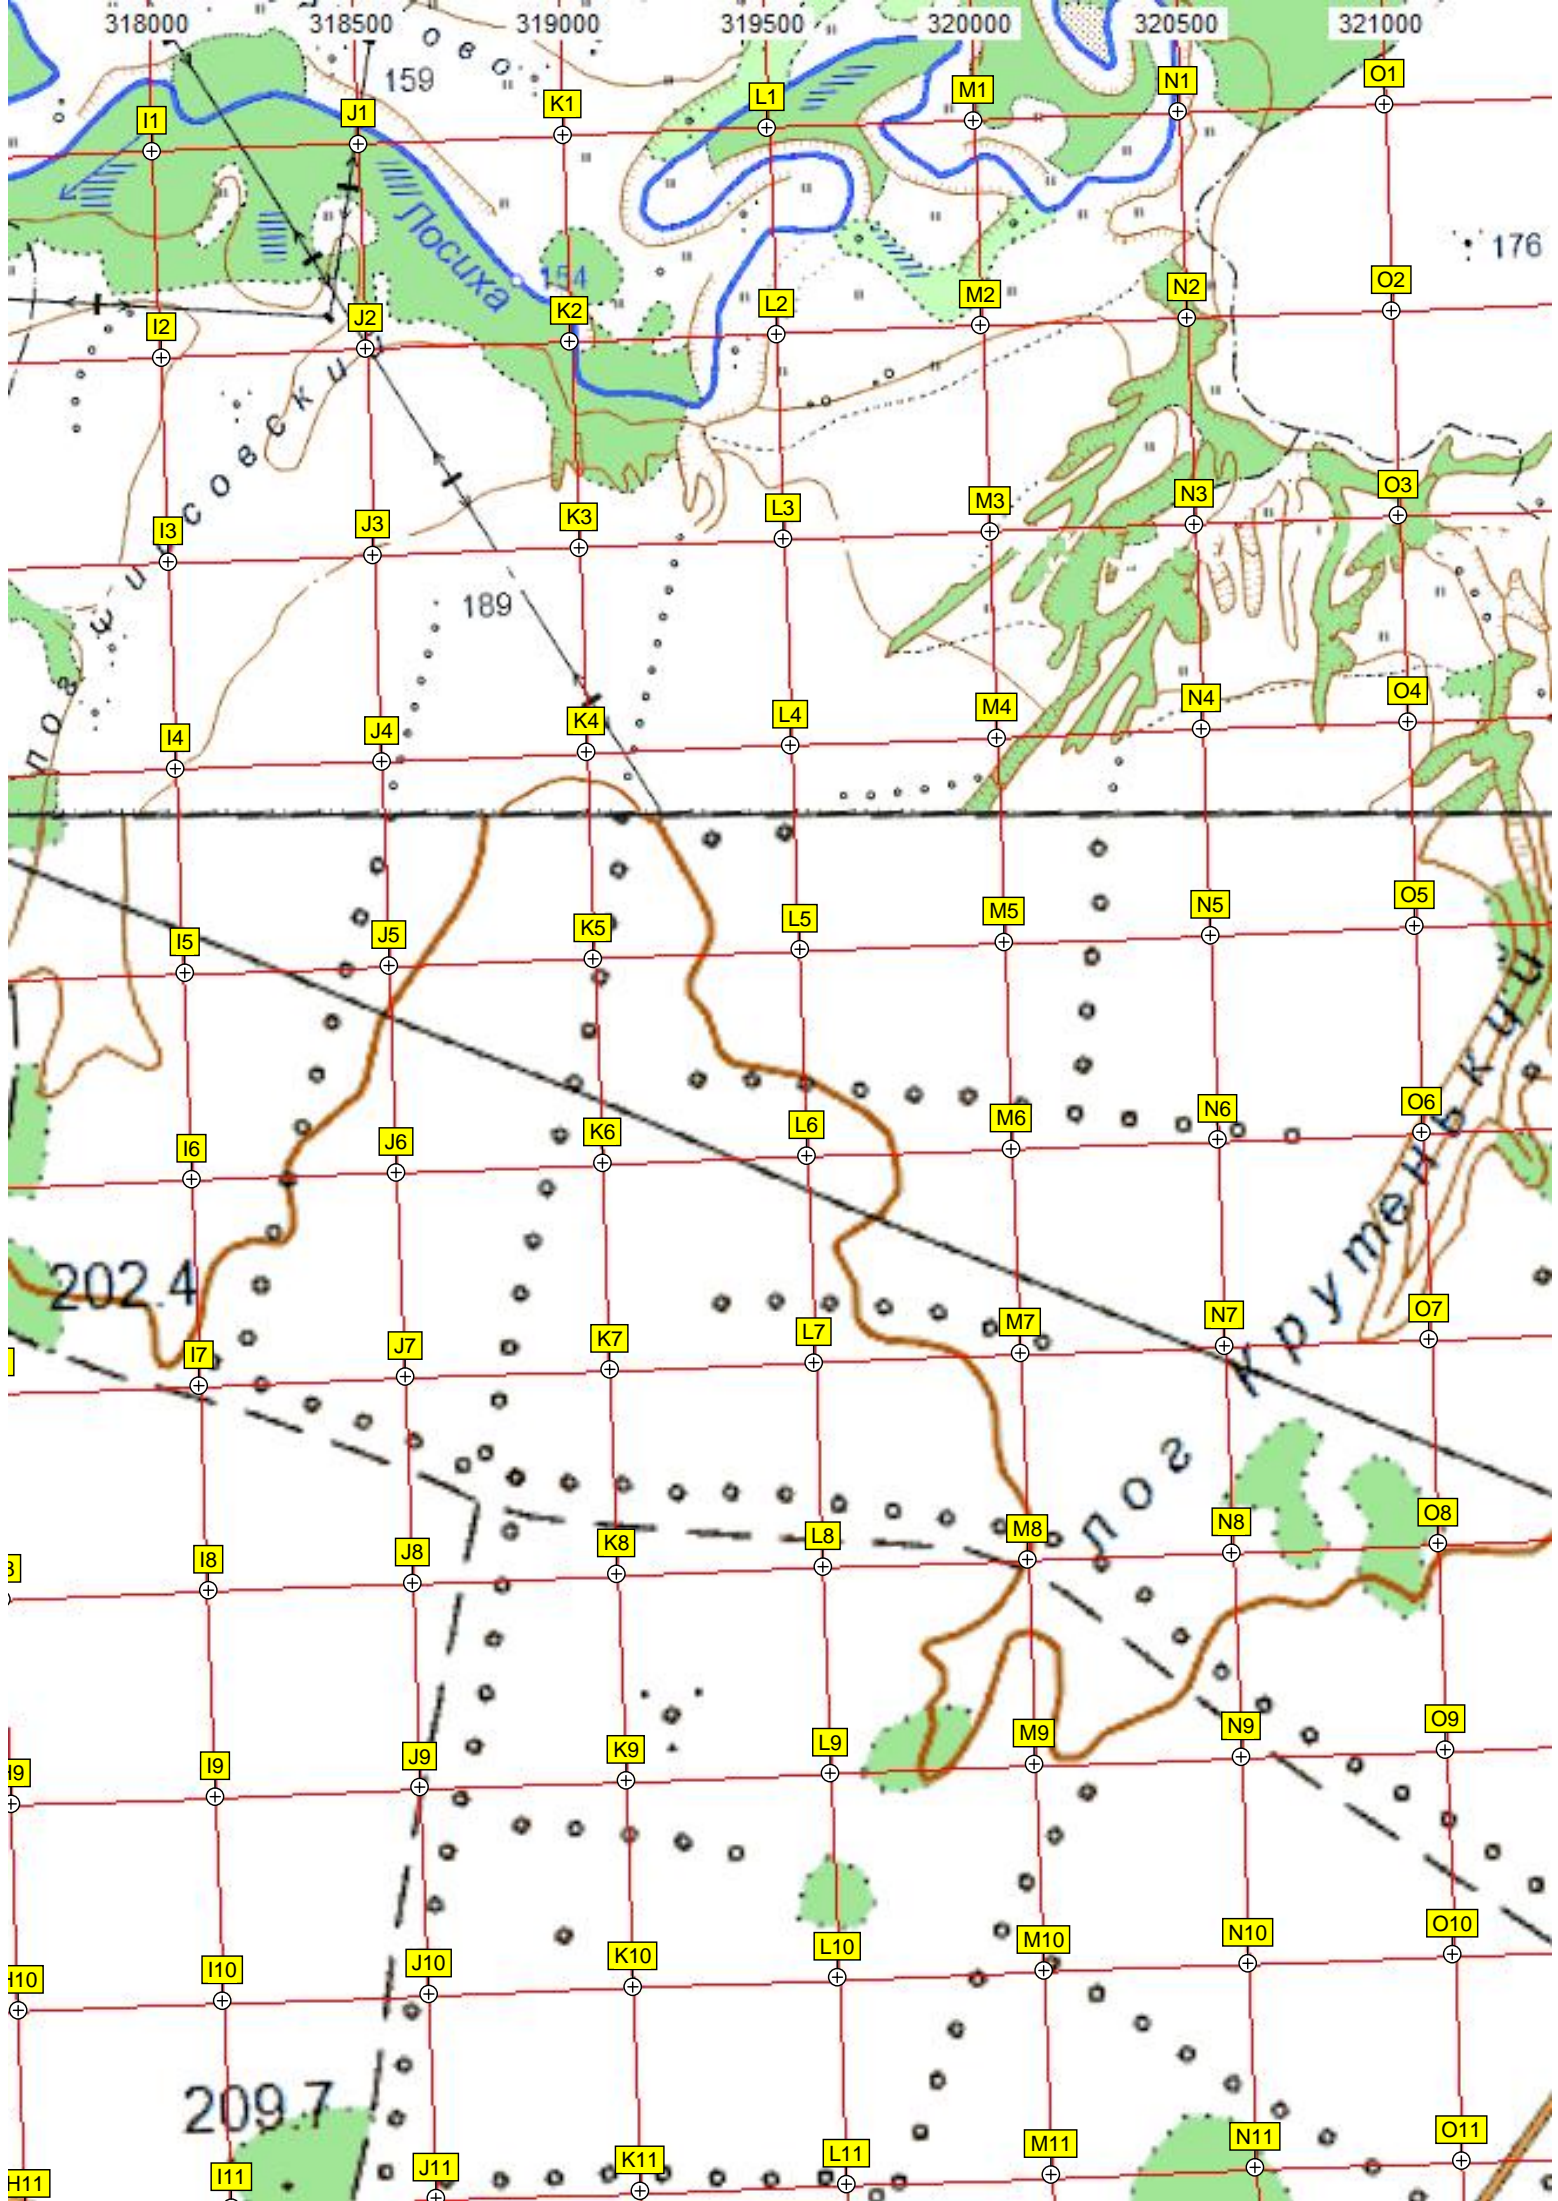 318000 318500 319000 319500 320000 320500 321000
ово
159
I1 J1 K1 L1 M1 N1 O1
Лосиха
154
176
I2 J2 K2 L2 M2 N2 O2
I3 J3 K3 L3 M3 N3 O3
189
I4 J4 K4 L4 M4 N4 O4
I5 J5 K5 L5 M5 N5 O5
I6 J6 K6 L6 M6 N6 O6
лог Крутенький
202.4
I7 J7 K7 L7 M7 N7 O7
I8 J8 K8 L8 M8 N8 O8
H9 I9 J9 K9 L9 M9 N9 O9
H10 I10 J10 K10 L10 M10 N10 O10
209.7
H11 I11 J11 K11 L11 M11 N11 O11